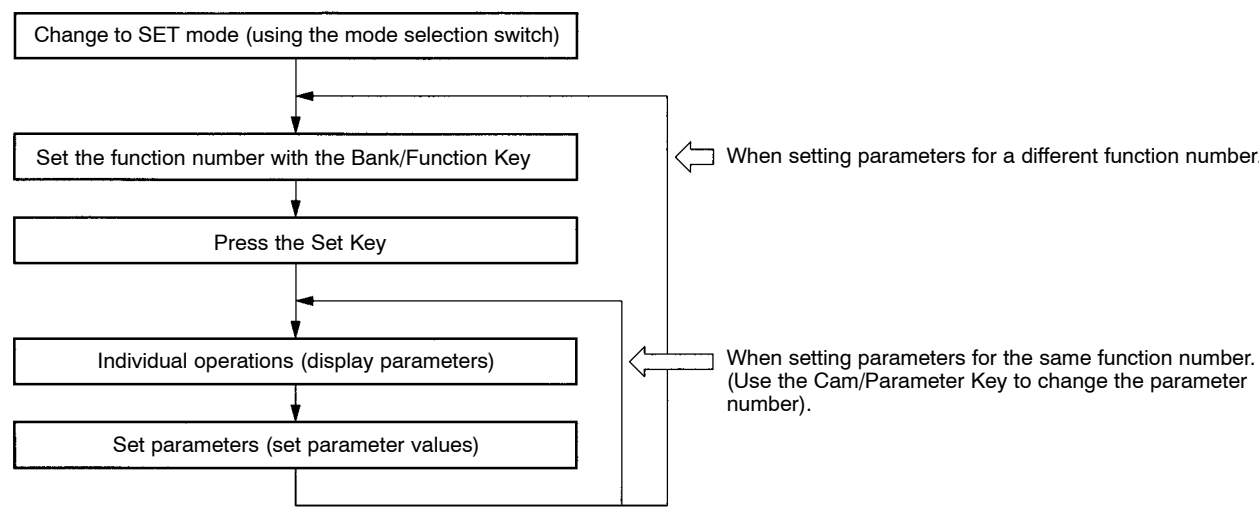 Change to SET mode (using the mode selection switch)
Set the function number with the Bank/Function Key
When setting parameters for a different function number.
Press the Set Key
Individual operations (display parameters)
When setting parameters for the same function number.
(Use the Cam/Parameter Key to change the parameter
number).
Set parameters (set parameter values)